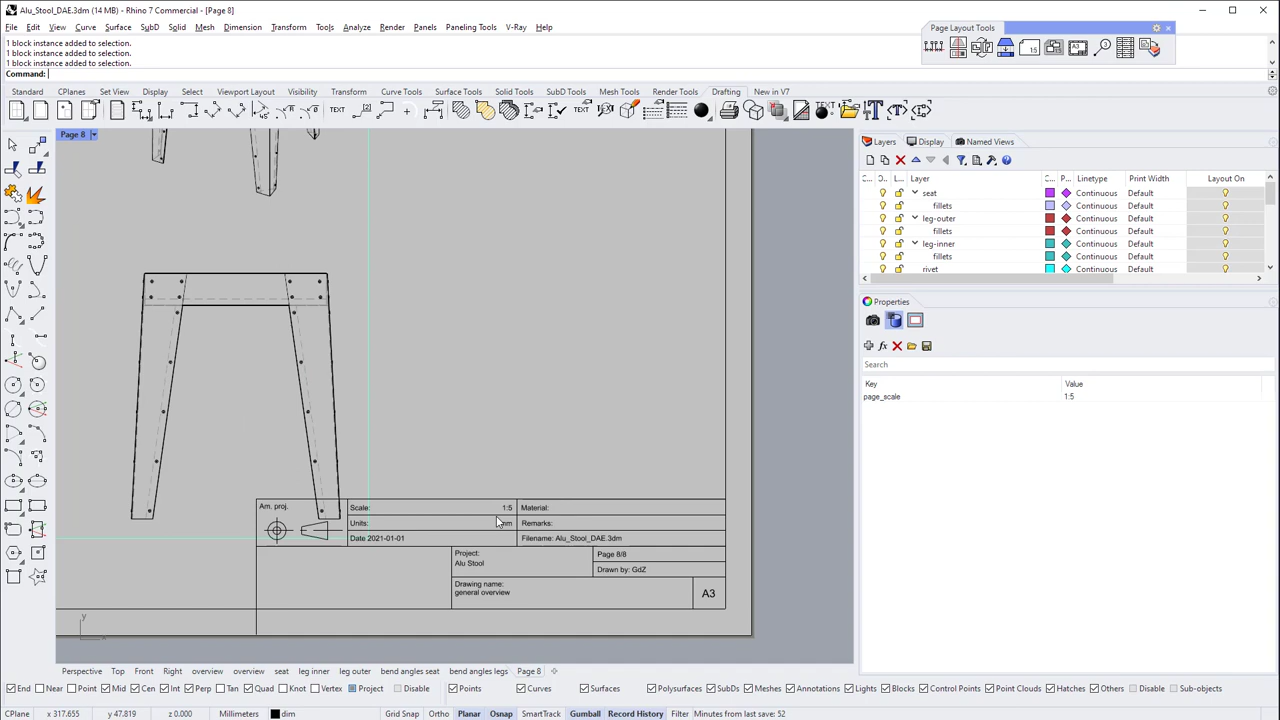 Alu_Stool_DAE.3dm (14 MB) - Rhino 7 Commercial - [Page 8]
File Edit View Curve Surface SubD Solid Mesh Dimension Transform Tools Analyze Render Panels Paneling Tools V-Ray Help
Page Layout Tools
1 block instance added to selection.
1 block instance added to selection.
1 block instance added to selection.
Command:
Standard CPlanes Set View Display Select Viewport Layout Visibility Transform Curve Tools Surface Tools Solid Tools SubD Tools Mesh Tools Render Tools Drafting New in V7
Page 8
Layers Display Named Views
C... D... L... Layer C... P... Linetype Print Width Layout On
seat Continuous Default
fillets Continuous Default
leg-outer Continuous Default
fillets Continuous Default
leg-inner Continuous Default
fillets Continuous Default
rivet Continuous Default
Properties
Search
Key Value
page_scale 1:5
Am. proj. Scale: 1:5 Material:
Units: mm Remarks:
Date 2021-01-01 Filename: Alu_Stool_DAE.3dm
Project: Page 8/8
Alu Stool Drawn by: GdZ
Drawing name:
general overview A3
y
Perspective Top Front Right overview overview seat leg inner leg outer bend angles seat bend angles legs Page 8
End Near Point Mid Cen Int Perp Tan Quad Knot Vertex Project Disable Points Curves Surfaces Polysurfaces SubDs Meshes Annotations Lights Blocks Control Points Point Clouds Hatches Others Disable Sub-objects
CPlane x 317.655 y 47.819 z 0.000 Millimeters dim Grid Snap Ortho Planar Osnap SmartTrack Gumball Record History Filter Minutes from last save: 52